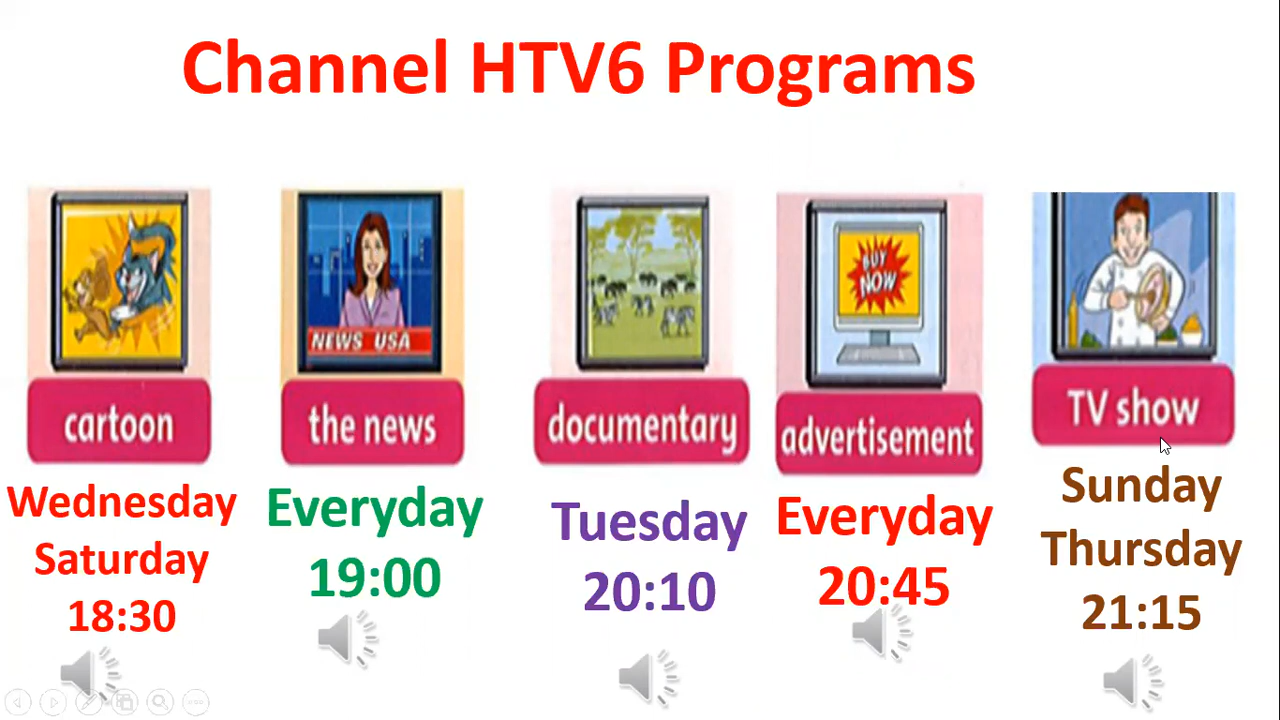 Channel HTV6 Programs
BUY
NOW
NEWS USA
cartoon
the news
documentary
advertisement
TV show
Wednesday
Saturday
18:30
Everyday
19:00
Tuesday
20:10
Everyday
20:45
Sunday
Thursday
21:15